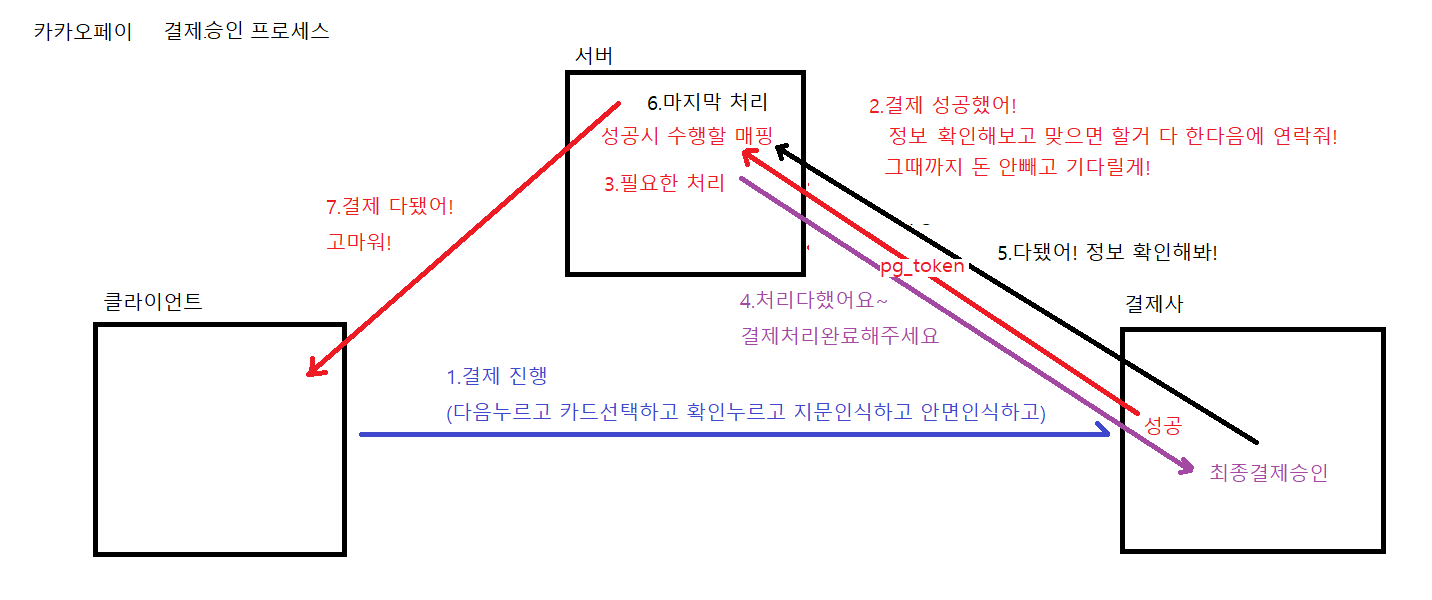 카카오페이 결제승인 프로세스
서버
6.마지막 처리
성공시 수행할 매핑
3.필요한 처리
2.결제 성공했어!
정보 확인해보고 맞으면 할거 다 한다음에 연락줘!
그때까지 돈 안빼고 기다릴게!
7.결제 다됐어!
고마워!
5.다됐어! 정보 확인해봐!
pg_token
4.처리다했어요~
결제처리완료해주세요
클라이언트
결제사
1.결제 진행
(다음누르고 카드선택하고 확인누르고 지문인식하고 안면인식하고)
성공
최종결제승인